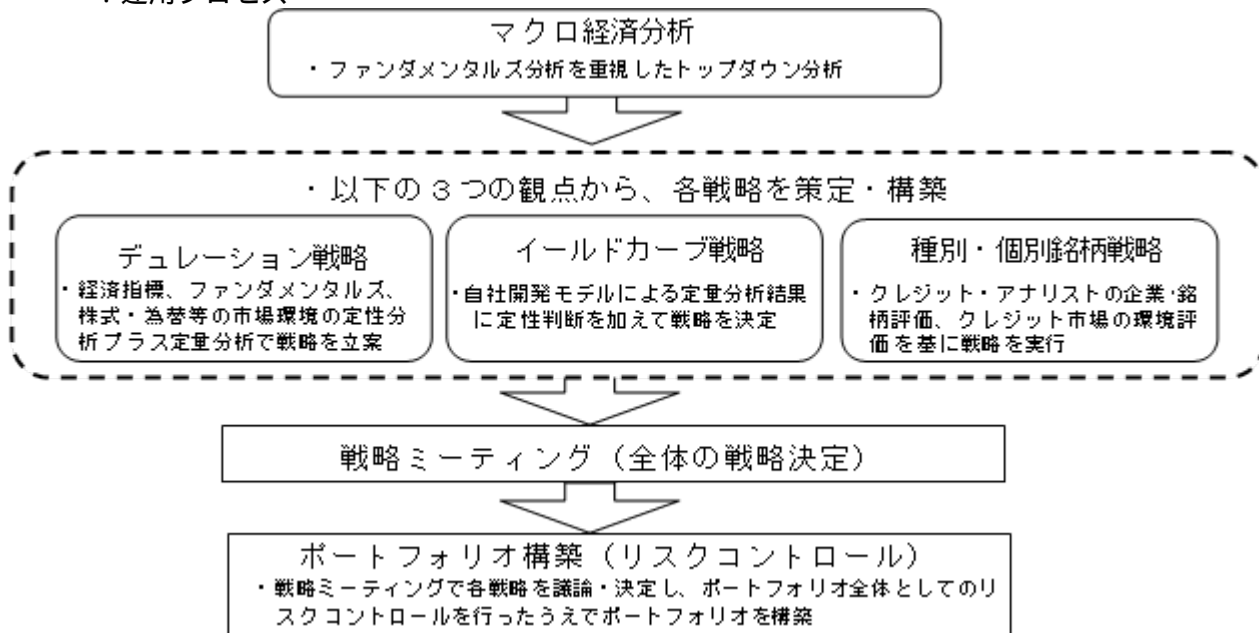 運用プロセス
マクロ経済分析
・ファンダメンタルズ分析を重視したトップダウン分析
・以下の3つの観点から、各戦略を策定・構築
デュレーション戦略
・経済指標、ファンダメンタルズ、
株式・為替等の市場環境の定性分
析プラス定量分析で戦略を立案
イールドカーブ戦略
・自社開発モデルによる定量分析結果
に定性判断を加えて戦略を決定
種別・個別銘柄戦略
・クレジット・アナリストの企業・銘
柄評価、クレジット市場の環境評
価を基に戦略を実行
戦略ミーティング（全体の戦略決定）
ポートフォリオ構築（リスクコントロール）
・戦略ミーティングで各戦略を議論・決定し、ポートフォリオ全体としてのリ
スクコントロールを行ったうえでポートフォリオを構築